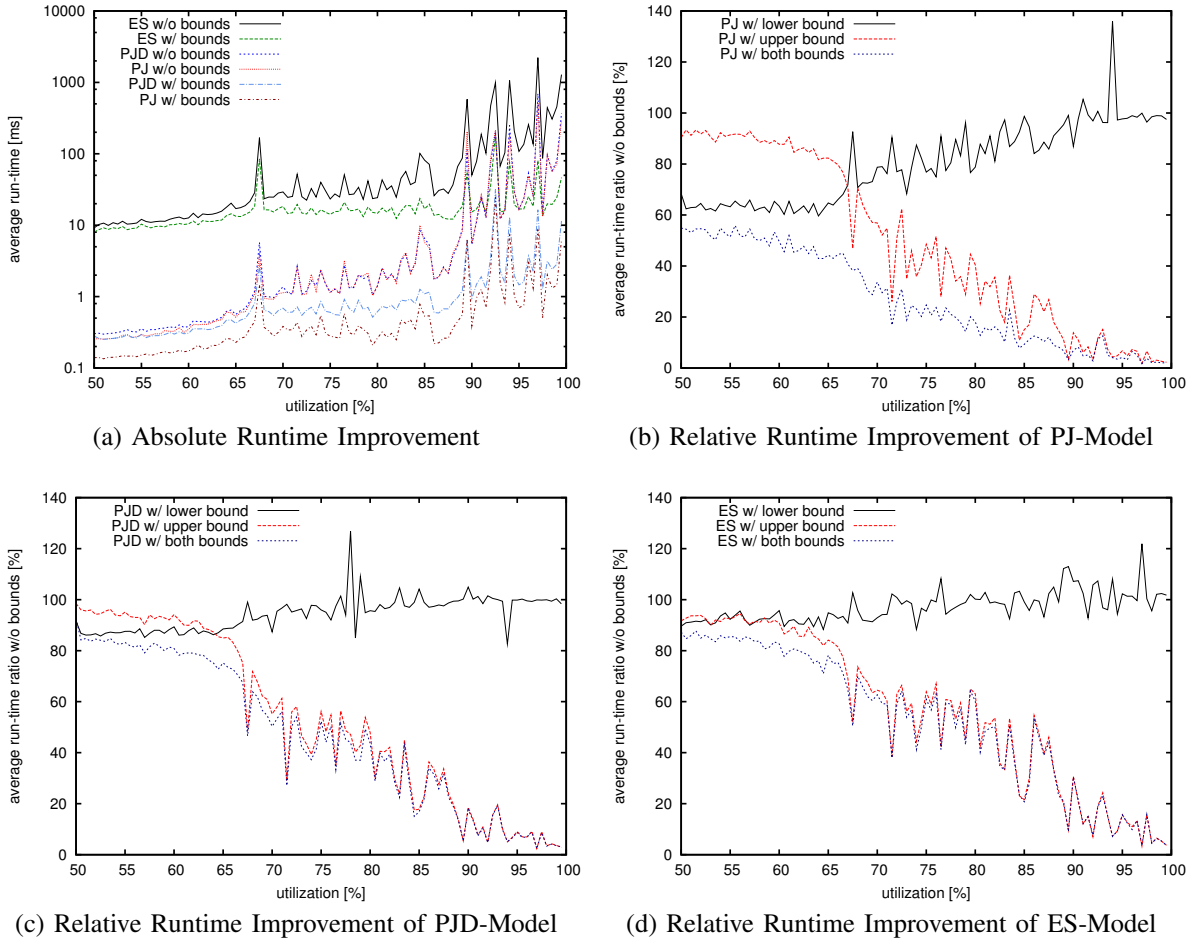 ES w/o bounds
ES w/ bounds
PJD w/o bounds
PJ w/o bounds
PJD w/ bounds
PJ w/ bounds
10000
1000
100
10
1
0.1
average run-time [ms]
50 55 60 65 70 75 80 85 90 95 100
utilization [%]
(a) Absolute Runtime Improvement
PJ w/ lower bound
PJ w/ upper bound
PJ w/ both bounds
140
120
100
80
60
40
20
0
average run-time ratio w/o bounds [%]
50 55 60 65 70 75 80 85 90 95 100
utilization [%]
(b) Relative Runtime Improvement of PJ-Model
PJD w/ lower bound
PJD w/ upper bound
PJD w/ both bounds
140
120
100
80
60
40
20
0
average run-time ratio w/o bounds [%]
50 55 60 65 70 75 80 85 90 95 100
utilization [%]
(c) Relative Runtime Improvement of PJD-Model
ES w/ lower bound
ES w/ upper bound
ES w/ both bounds
140
120
100
80
60
40
20
0
average run-time ratio w/o bounds [%]
50 55 60 65 70 75 80 85 90 95 100
utilization [%]
(d) Relative Runtime Improvement of ES-Model